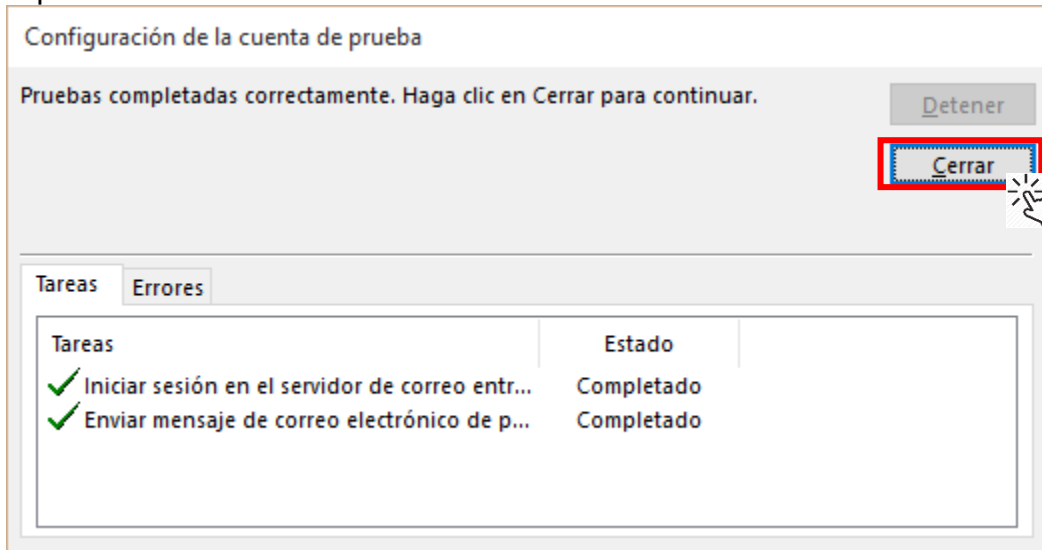 Configuración de la cuenta de prueba
Pruebas completadas correctamente. Haga clic en Cerrar para continuar.
Detener
Cerrar
Tareas Errores
Tareas Estado
Iniciar sesión en el servidor de correo entr... Completado
Enviar mensaje de correo electrónico de p... Completado